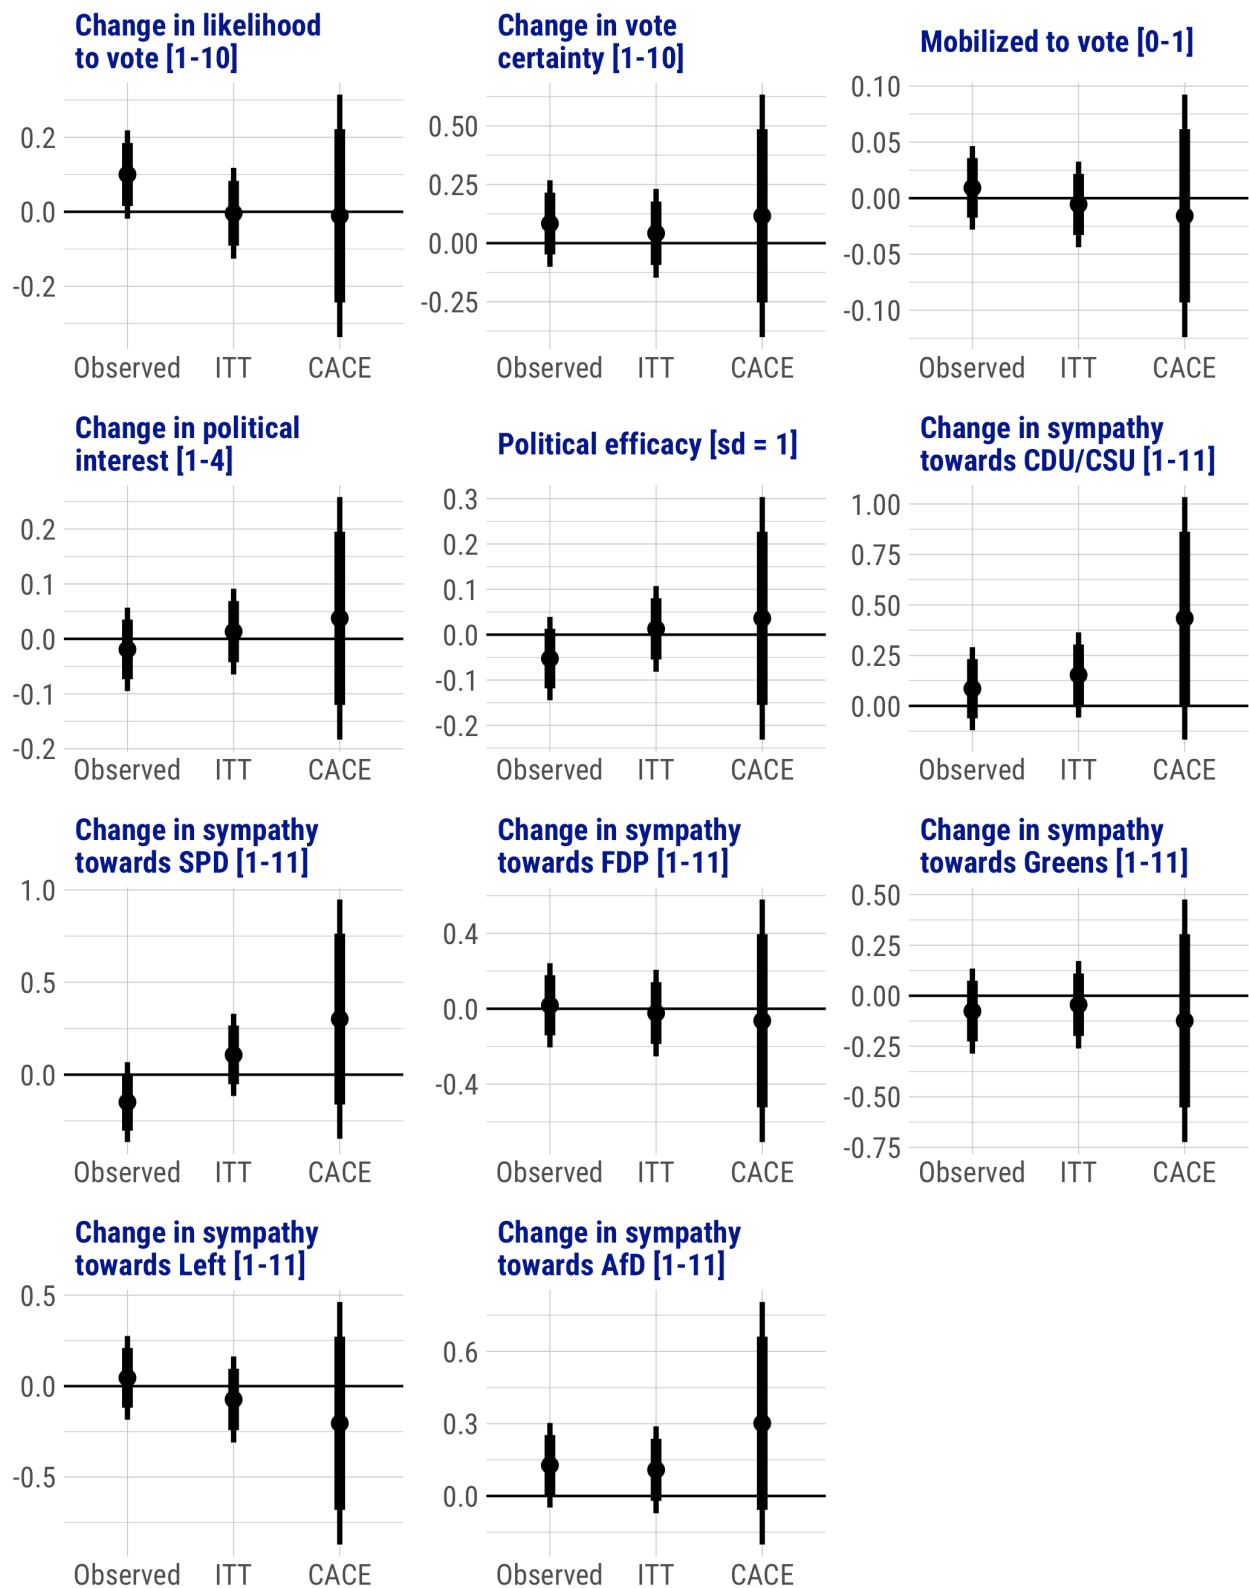 Change in likelihood
to vote [1-10]
0.2
0.0
-0.2
Observed ITT CACE
Change in vote
certainty [1-10]
0.50
0.25
0.00
-0.25
Observed ITT CACE
Mobilized to vote [0-1]
0.10
0.05
0.00
-0.05
-0.10
Observed ITT CACE
Change in political
interest [1-4]
0.2
0.1
0.0
-0.1
-0.2
Observed ITT CACE
Political efficacy [sd = 1]
0.3
0.2
0.1
0.0
-0.1
-0.2
Observed ITT CACE
Change in sympathy
towards CDU/CSU [1-11]
1.00
0.75
0.50
0.25
0.00
Observed ITT CACE
Change in sympathy
towards SPD [1-11]
1.0
0.5
0.0
Observed ITT CACE
Change in sympathy
towards FDP [1-11]
0.4
0.0
-0.4
Observed ITT CACE
Change in sympathy
towards Greens [1-11]
0.50
0.25
0.00
-0.25
-0.50
-0.75
Observed ITT CACE
Change in sympathy
towards Left [1-11]
0.5
0.0
-0.5
Observed ITT CACE
Change in sympathy
towards AfD [1-11]
0.6
0.3
0.0
Observed ITT CACE